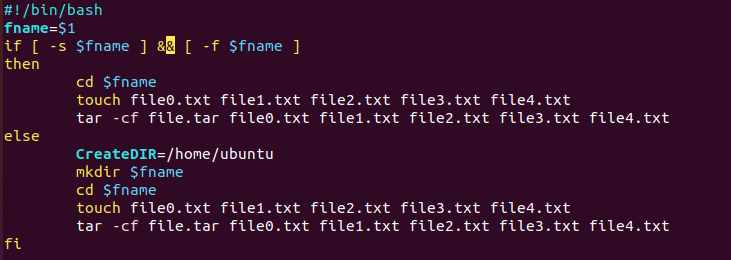 #!/bin/bash
fname=$1
if [ -s $fname ] && [ -f $fname ]
then
        cd $fname
        touch file0.txt file1.txt file2.txt file3.txt file4.txt
        tar -cf file.tar file0.txt file1.txt file2.txt file3.txt file4.txt
else
        CreateDIR=/home/ubuntu
        mkdir $fname
        cd $fname
        touch file0.txt file1.txt file2.txt file3.txt file4.txt
        tar -cf file.tar file0.txt file1.txt file2.txt file3.txt file4.txt
fi